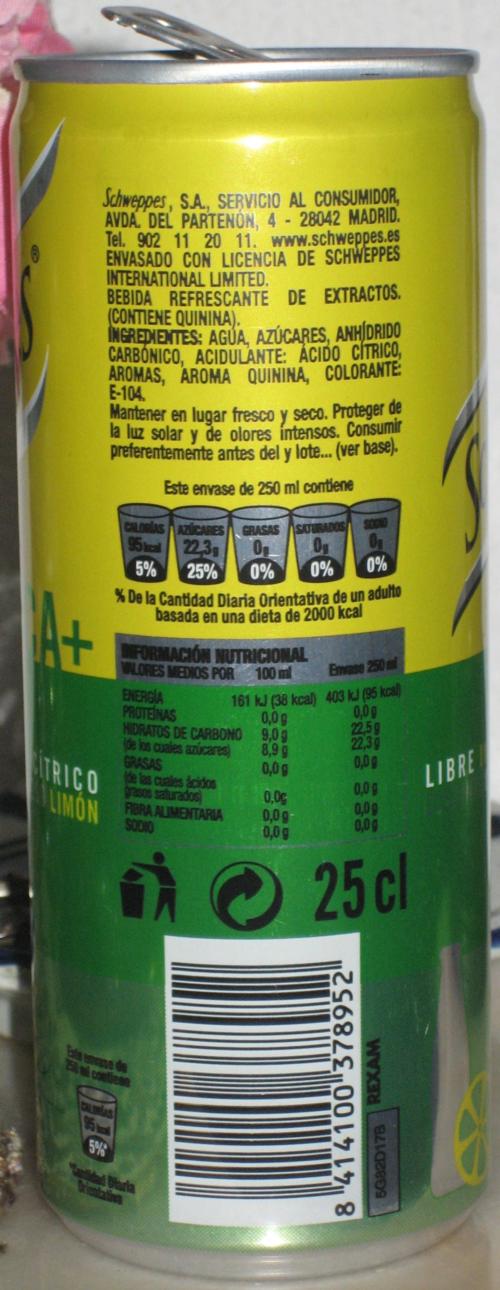 Schweppes, S.A., SERVICIO AL CONSUMIDOR,
AVDA. DEL PARTENÓN, 4 - 28042 MADRID.
Tel. 902 11 20 11. www.schweppes.es
ENVASADO CON LICENCIA DE SCHWEPPES
INTERNATIONAL LIMITED.
BEBIDA REFRESCANTE DE EXTRACTOS.
(CONTIENE QUININA).
INGREDIENTES: AGUA, AZÚCARES, ANHÍDRIDO
CARBÓNICO, ACIDULANTE: ÁCIDO CÍTRICO,
AROMAS, AROMA QUININA, COLORANTE:
E-104.
Mantener en lugar fresco y seco. Proteger de
la luz solar y de olores intensos. Consumir
preferentemente antes del y lote... (ver base).
Este envase de 250 ml contiene
CALORÍAS AZÚCARES GRASAS SATURADOS SODIO
95 kcal 22,3g 0g 0g 0g
5% 25% 0% 0% 0%
% De la Cantidad Diaria Orientativa de un adulto
basada en una dieta de 2000 kcal
A+
INFORMACIÓN NUTRICIONAL
VALORES MEDIOS POR 100 ml Envase 250 ml
ENERGÍA 161 kJ (38 kcal) 403 kJ (95 kcal)
PROTEÍNAS 0,0 g 0,0 g
HIDRATOS DE CARBONO 9,0 g 22,5 g
(de los cuales azúcares) 8,9 g 22,3 g
GRASAS 0,0 g 0,0 g
(de las cuales ácidos
grasos saturados) 0,0g 0,0 g
FIBRA ALIMENTARIA 0,0 g 0,0 g
SODIO 0,0 g 0,0 g
CÍTRICO
LIMÓN
LIBRE
25 cl
8 414100 378952
REXAM
5G82D17B
Este envase de
250 ml contiene
CALORÍAS
95 kcal
5%*
*Cantidad Diaria
Orientativa